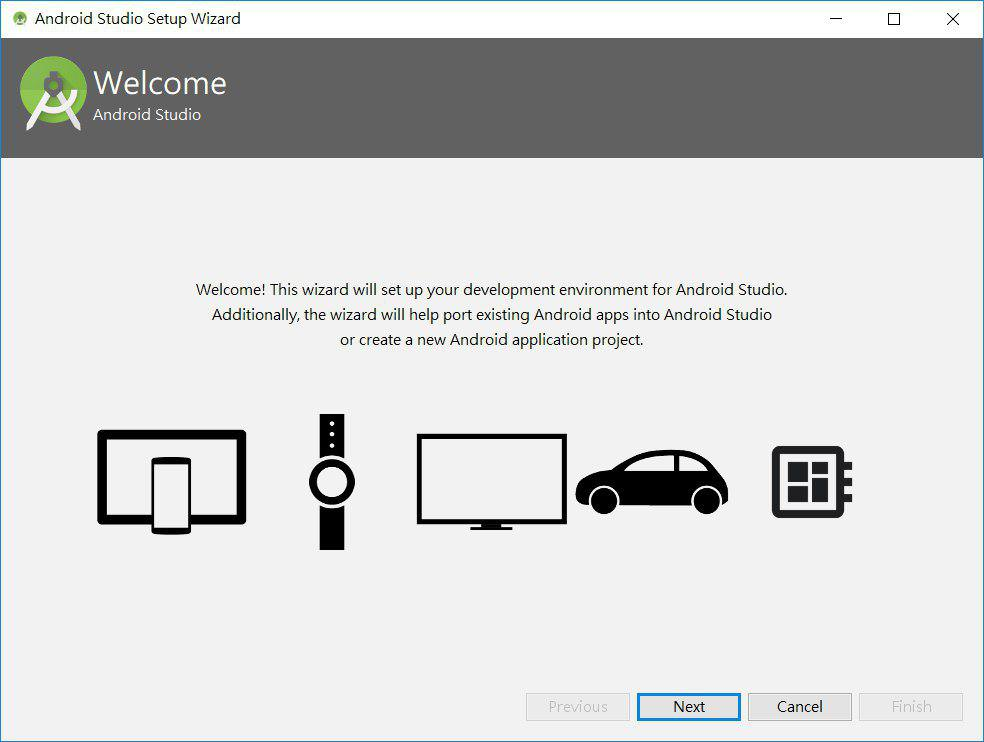 Android Studio Setup Wizard
Welcome
Android Studio
Welcome! This wizard will set up your development environment for Android Studio.
Additionally, the wizard will help port existing Android apps into Android Studio
or create a new Android application project.
Previous Next Cancel Finish